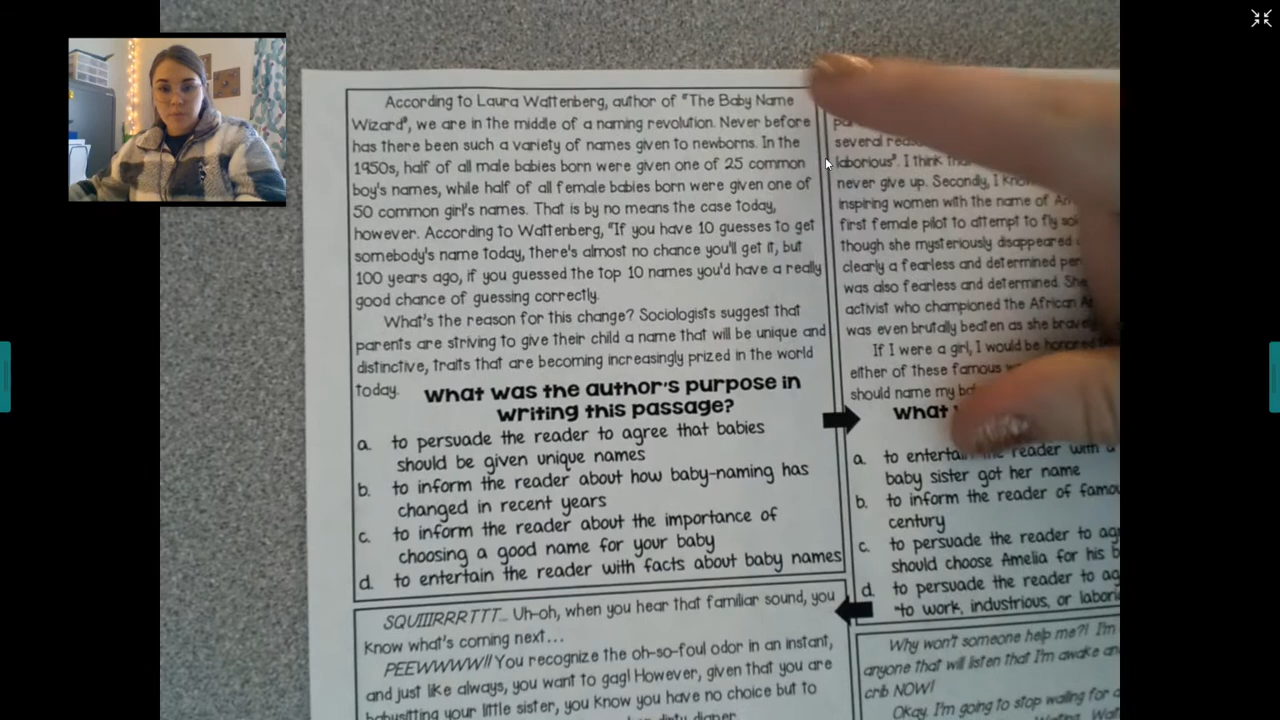 According to Laura Wattenberg, author of "The Baby Name
Wizard", we are in the middle of a naming revolution. Never before
has there been such a variety of names given to newborns. In the
1950s, half of all male babies born were given one of 25 common
boy's names, while half of all female babies born were given one of
50 common girl's names. That is by no means the case today,
however. According to Wattenberg, "If you have 10 guesses to get
somebody's name today, there's almost no chance you'll get it, but
100 years ago, if you guessed the top 10 names you'd have a really
good chance of guessing correctly.
What's the reason for this change? Sociologists suggest that
parents are striving to give their child a name that will be unique and
distinctive, traits that are becoming increasingly prized in the world
today.
What was the author's purpose in
writing this passage?
a. to persuade the reader to agree that babies
should be given unique names
b. to inform the reader about how baby-naming has
changed in recent years
c. to inform the reader about the importance of
choosing a good name for your baby
d. to entertain the reader with facts about baby names
SQUIIIRRRTTT... Uh-oh, when you hear that familiar sound, you
know what's coming next...
PEEWWWW!! You recognize the oh-so-foul odor in an instant,
and just like always, you want to gag! However, given that you are
babysitting your little sister, you know you have no choice but to
dirty diaper.
several
laborious". I think
never give up. Secondly, I
inspiring women with the name of
first female pilot to attempt to fly
though she mysteriously disappeared
clearly a fearless and determined
was also fearless and determined. She
activist who championed the African
was even brutally beaten as she
If I were a girl, I would be honored
either of these famous
should name my
What
a. to entertain the reader with a
baby sister got her name
b. to inform the reader of
century
c. to persuade the reader to
should choose Amelia for his
d. to persuade the reader to
"to work, industrious, or
Why won't someone help me?! I'm
anyone that will listen that I'm awake
crib NOW!
Okay. I'm going to stop wailing for